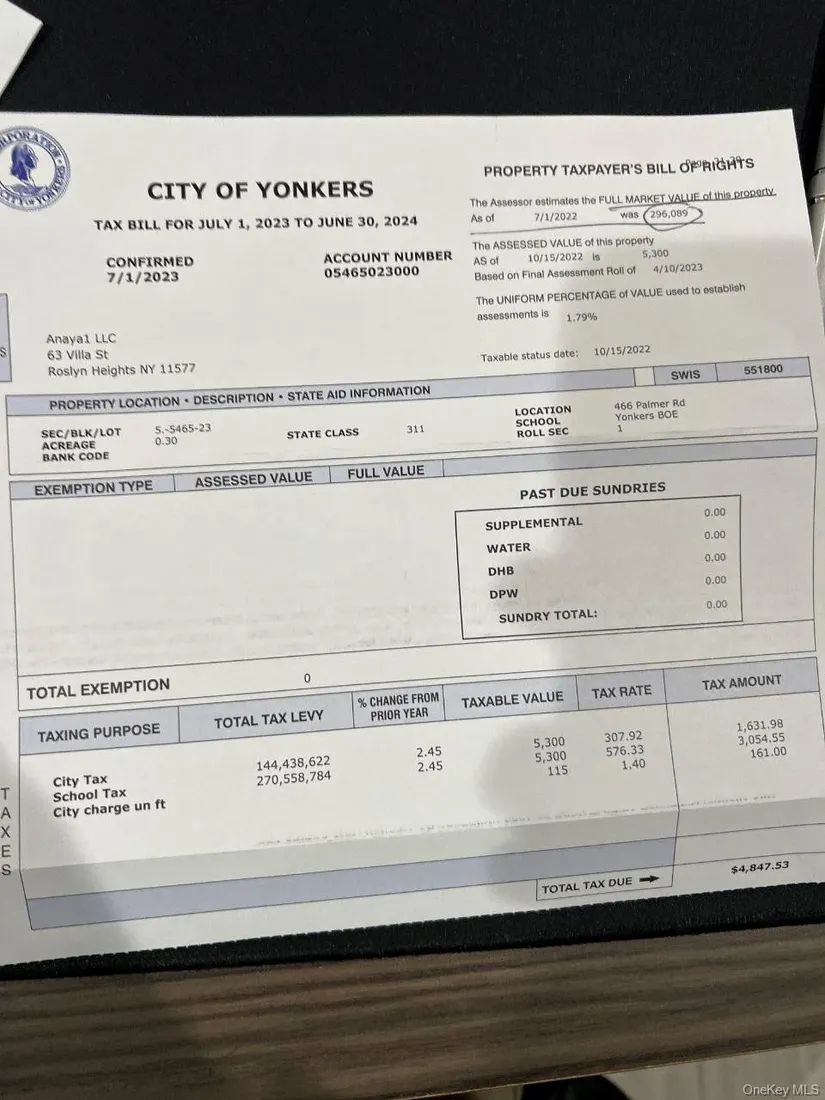 CORPORATION
CITY OF YONKERS
CITY OF YONKERS
TAX BILL FOR JULY 1, 2023 TO JUNE 30, 2024
CONFIRMED
7/1/2023
ACCOUNT NUMBER
05465023000
PROPERTY TAXPAYER'S BILL OF RIGHTS
The Assessor estimates the FULL MARKET VALUE of this property
As of 7/1/2022 was 296,089
The ASSESSED VALUE of this property
AS of 10/15/2022 is 5,300
Based on Final Assessment Roll of 4/10/2023
The UNIFORM PERCENTAGE of VALUE used to establish
assessments is 1.79%
Taxable status date: 10/15/2022
Anaya1 LLC
63 Villa St
Roslyn Heights NY 11577
S
PROPERTY LOCATION • DESCRIPTION • STATE AID INFORMATION
SWIS 551800
SEC/BLK/LOT 5.-5465-23
ACREAGE 0.30
BANK CODE
STATE CLASS 311
LOCATION 466 Palmer Rd
SCHOOL Yonkers BOE
ROLL SEC 1
EXEMPTION TYPE ASSESSED VALUE FULL VALUE
PAST DUE SUNDRIES
SUPPLEMENTAL 0.00
WATER 0.00
DHB 0.00
DPW 0.00
SUNDRY TOTAL: 0.00
TOTAL EXEMPTION 0
TAXING PURPOSE TOTAL TAX LEVY % CHANGE FROM PRIOR YEAR TAXABLE VALUE TAX RATE TAX AMOUNT
City Tax 144,438,622 2.45 5,300 307.92 1,631.98
School Tax 270,558,784 2.45 5,300 576.33 3,054.55
City charge un ft 115 1.40 161.00
T
A
X
E
S
TOTAL TAX DUE $4,847.53
OneKey MLS